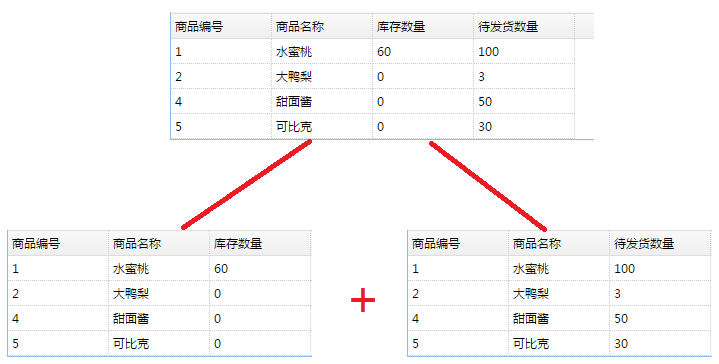 商品编号 商品名称 库存数量 待发货数量
1 水蜜桃 60 100
2 大鸭梨 0 3
4 甜面酱 0 50
5 可比克 0 30
商品编号 商品名称 库存数量
1 水蜜桃 60
2 大鸭梨 0
4 甜面酱 0
5 可比克 0
+
商品编号 商品名称 待发货数量
1 水蜜桃 100
2 大鸭梨 3
4 甜面酱 50
5 可比克 30